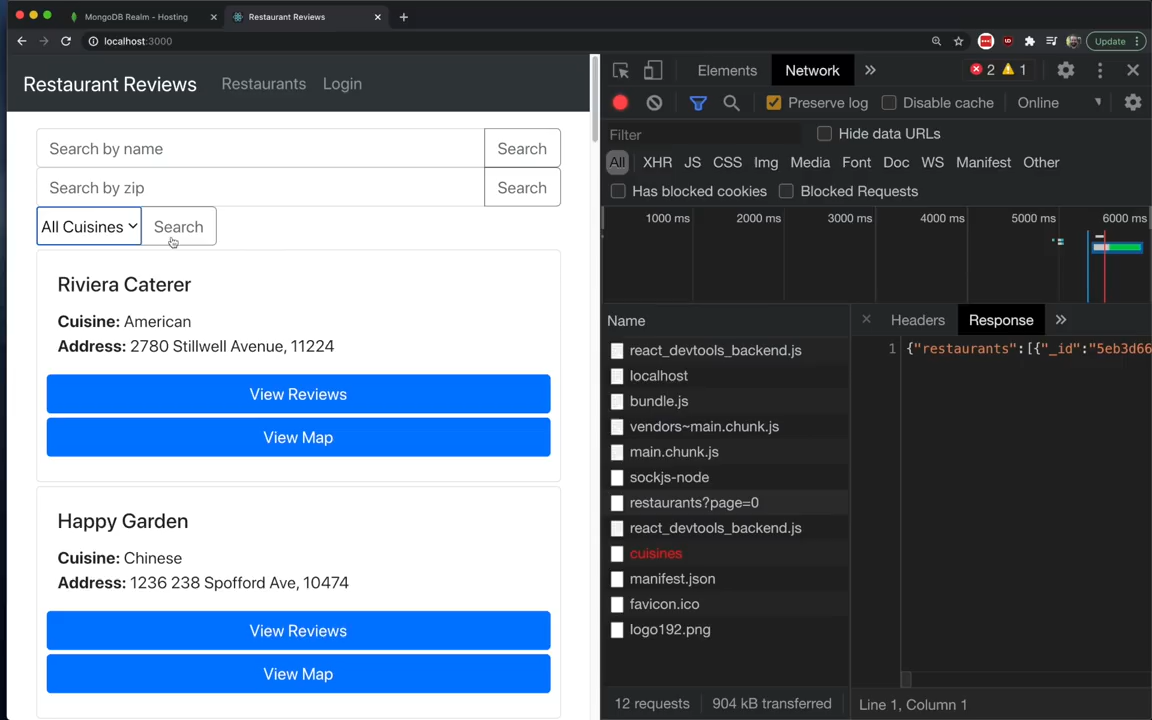 MongoDB Realm - Hosting
Restaurant Reviews
localhost:3000
Update
Restaurant Reviews
Restaurants
Login
Search by name
Search
Search by zip
Search
All Cuisines
Search
Riviera Caterer
Cuisine: American
Address: 2780 Stillwell Avenue, 11224
View Reviews
View Map
Happy Garden
Cuisine: Chinese
Address: 1236 238 Spofford Ave, 10474
View Reviews
View Map
Elements
Network
2
1
Preserve log
Disable cache
Online
Filter
Hide data URLs
All XHR JS CSS Img Media Font Doc WS Manifest Other
Has blocked cookies
Blocked Requests
1000 ms 2000 ms 3000 ms 4000 ms 5000 ms 6000 ms
Name
react_devtools_backend.js
localhost
bundle.js
vendors~main.chunk.js
main.chunk.js
sockjs-node
restaurants?page=0
react_devtools_backend.js
cuisines
manifest.json
favicon.ico
logo192.png
12 requests
904 kB transferred
Headers
Response
1 {"restaurants":[{"_id":"5eb3d66
Line 1, Column 1